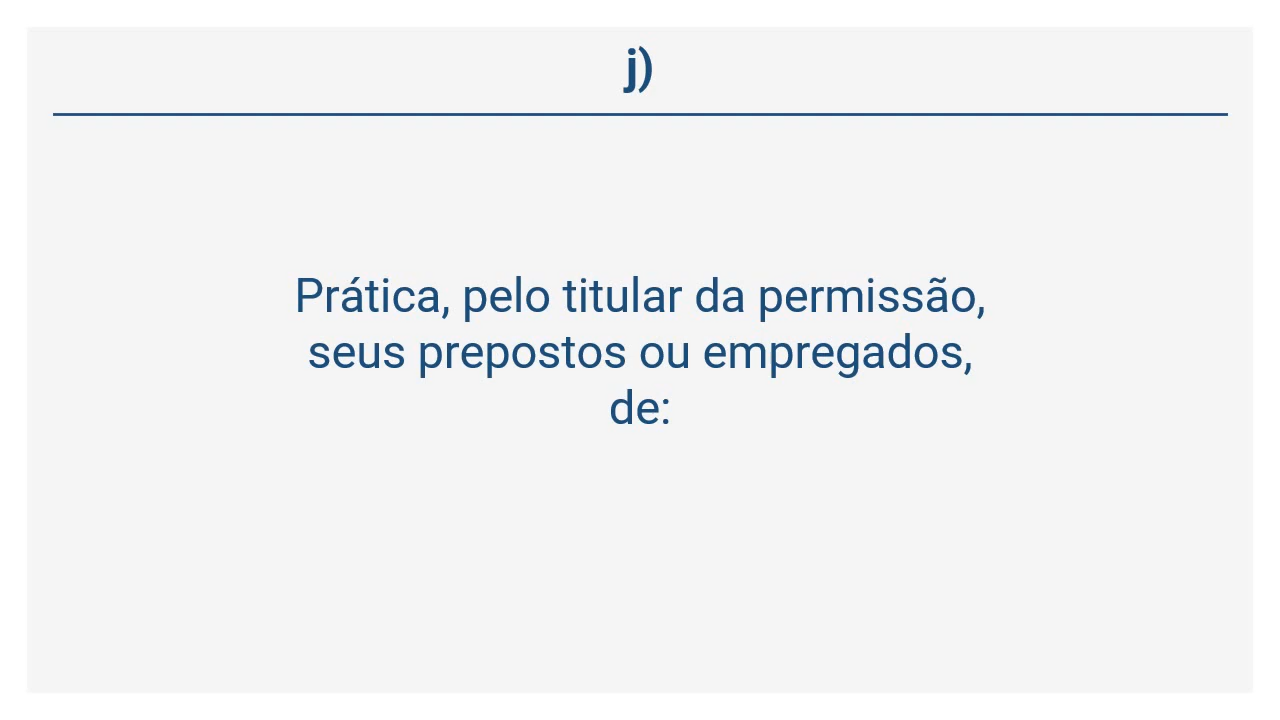 j)
Prática, pelo titular da permissão,
seus prepostos ou empregados,
de: